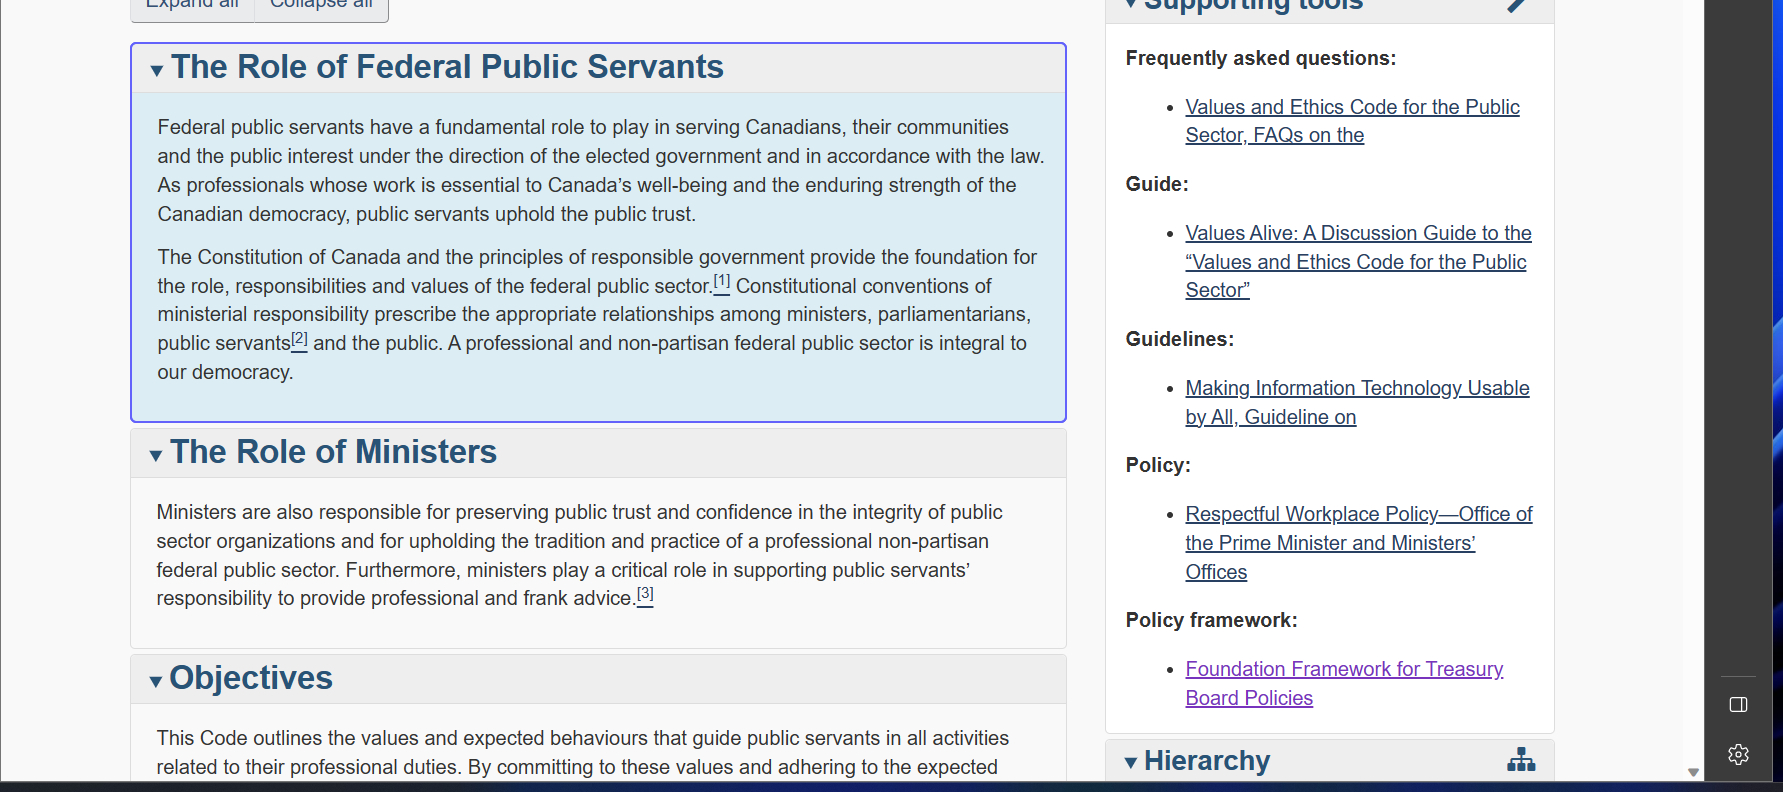 Expand all Collapse all
The Role of Federal Public Servants
Federal public servants have a fundamental role to play in serving Canadians, their communities
and the public interest under the direction of the elected government and in accordance with the law.
As professionals whose work is essential to Canada’s well-being and the enduring strength of the
Canadian democracy, public servants uphold the public trust.
The Constitution of Canada and the principles of responsible government provide the foundation for
the role, responsibilities and values of the federal public sector.[1] Constitutional conventions of
ministerial responsibility prescribe the appropriate relationships among ministers, parliamentarians,
public servants[2] and the public. A professional and non-partisan federal public sector is integral to
our democracy.
The Role of Ministers
Ministers are also responsible for preserving public trust and confidence in the integrity of public
sector organizations and for upholding the tradition and practice of a professional non-partisan
federal public sector. Furthermore, ministers play a critical role in supporting public servants’
responsibility to provide professional and frank advice.[3]
Objectives
This Code outlines the values and expected behaviours that guide public servants in all activities
related to their professional duties. By committing to these values and adhering to the expected
Supporting tools
Frequently asked questions:
• Values and Ethics Code for the Public
Sector, FAQs on the
Guide:
• Values Alive: A Discussion Guide to the
“Values and Ethics Code for the Public
Sector”
Guidelines:
• Making Information Technology Usable
by All, Guideline on
Policy:
• Respectful Workplace Policy—Office of
the Prime Minister and Ministers’
Offices
Policy framework:
• Foundation Framework for Treasury
Board Policies
Hierarchy